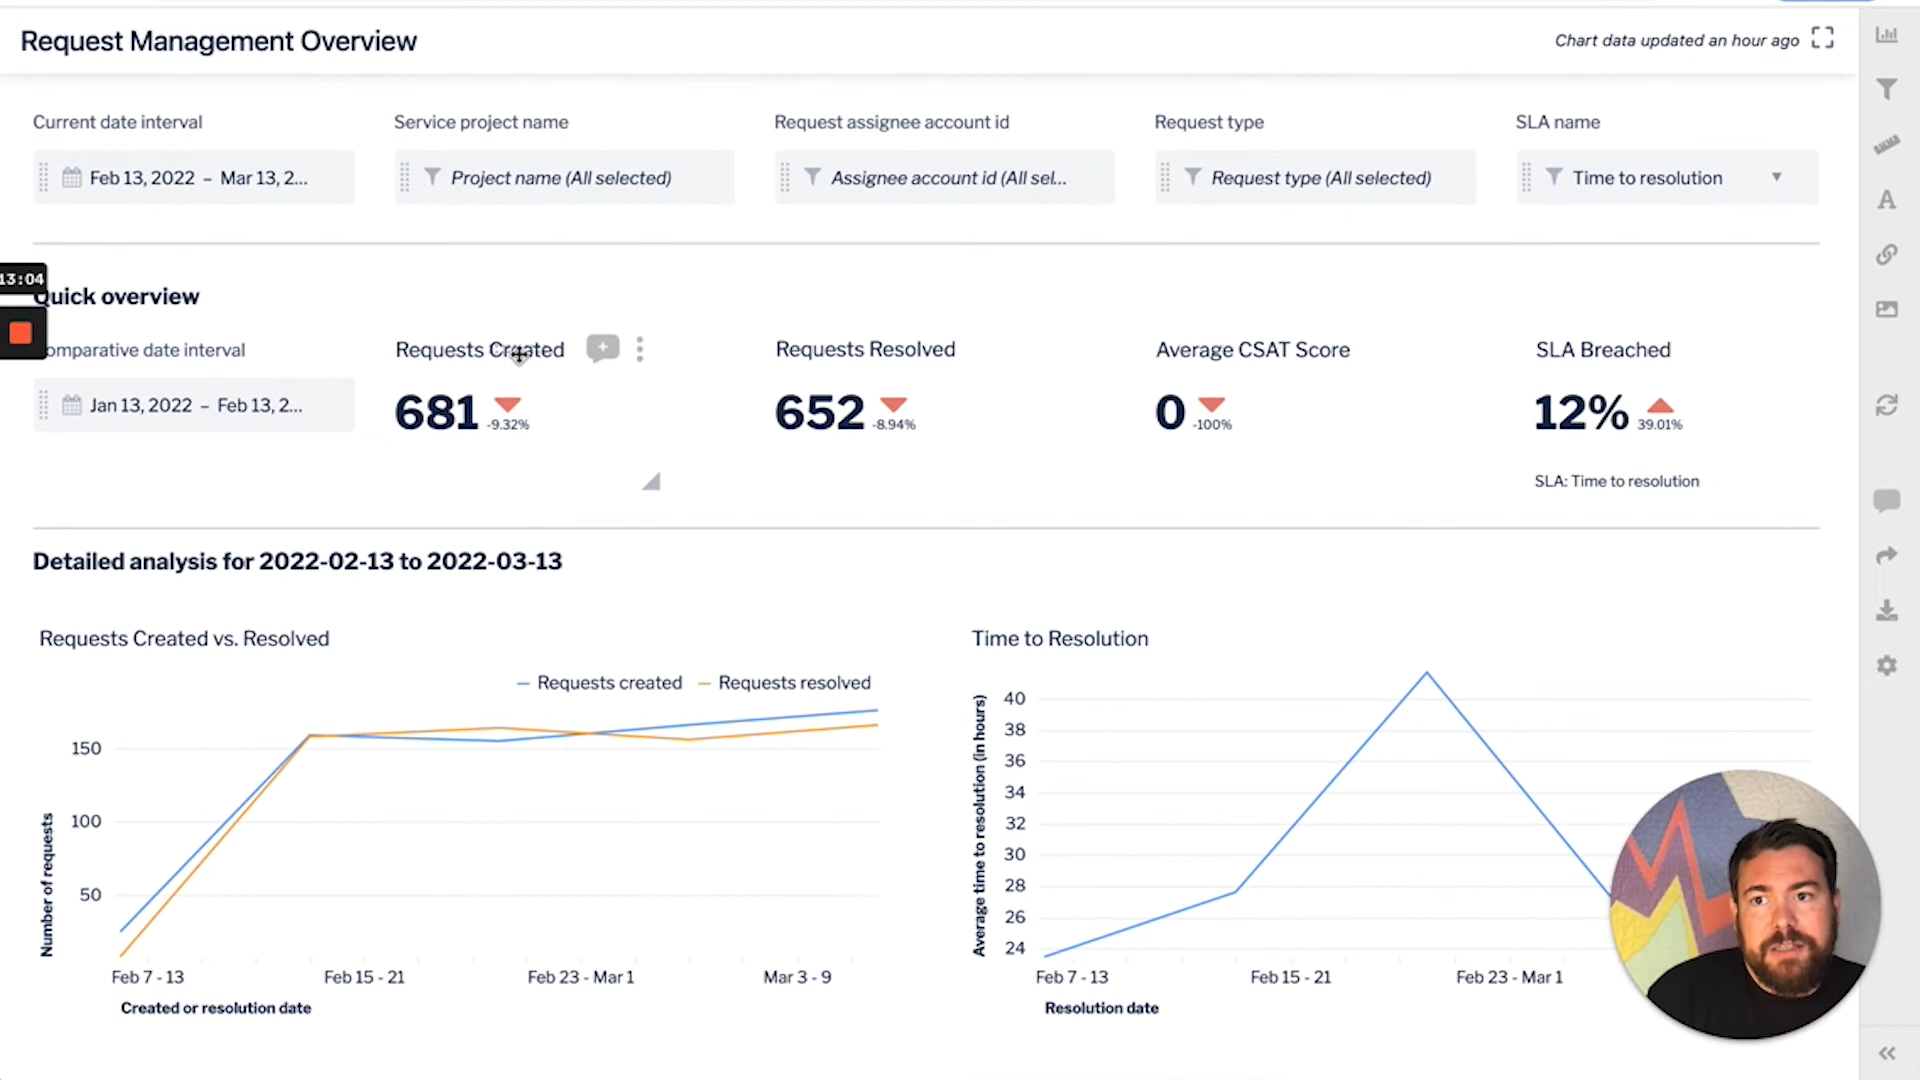 Request Management Overview
Chart data updated an hour ago
Current date interval
Service project name
Request assignee account id
Request type
SLA name
Feb 13, 2022 – Mar 13, 2...
Project name (All selected)
Assignee account id (All sel...
Request type (All selected)
Time to resolution
13:04
Quick overview
omparative date interval
Requests Created
Requests Resolved
Average CSAT Score
SLA Breached
Jan 13, 2022 – Feb 13, 2...
681 -9.32%
652 -8.94%
0 -100%
12% 39.01%
SLA: Time to resolution
Detailed analysis for 2022-02-13 to 2022-03-13
Requests Created vs. Resolved
Requests created
Requests resolved
150
100
50
Number of requests
Feb 7 - 13
Feb 15 - 21
Feb 23 - Mar 1
Mar 3 - 9
Created or resolution date
Time to Resolution
40
38
36
34
32
30
28
26
24
Average time to resolution (in hours)
Feb 7 - 13
Feb 15 - 21
Feb 23 - Mar 1
Resolution date